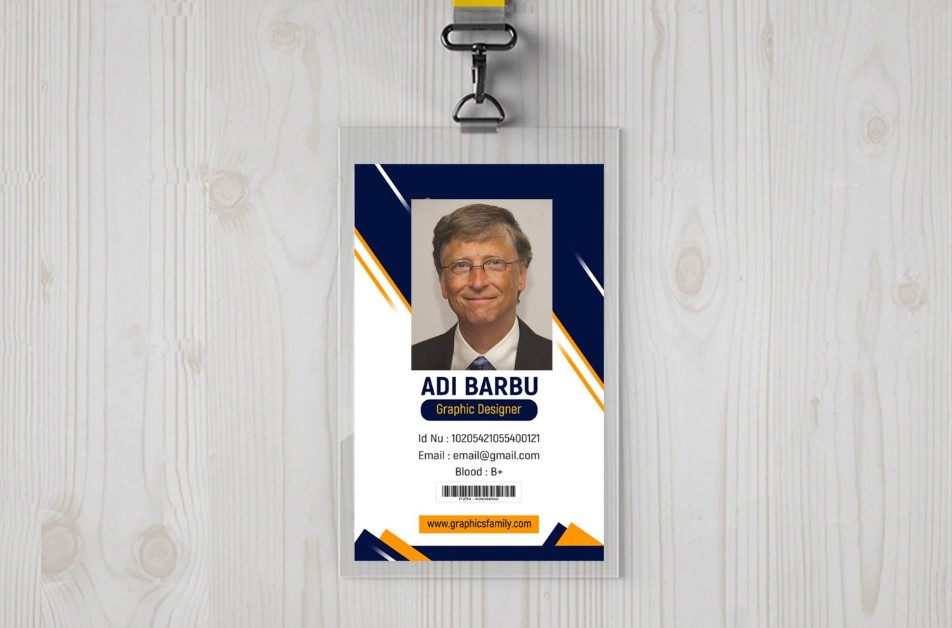 ADI BARBU
Graphic Designer
Id Nu : 10205421055400121
Email : email@gmail.com
Blood : B+
www.graphicsfamily.com